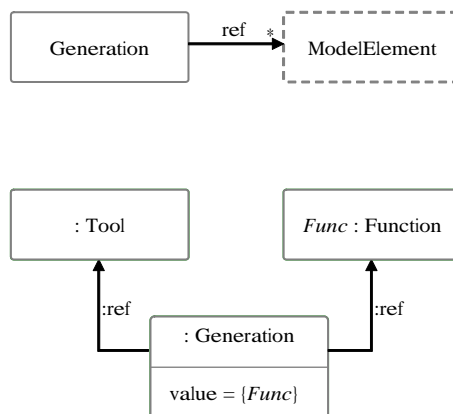 Generation
ref
*
ModelElement
: Tool
Func : Function
:ref
:ref
: Generation
value = {Func}